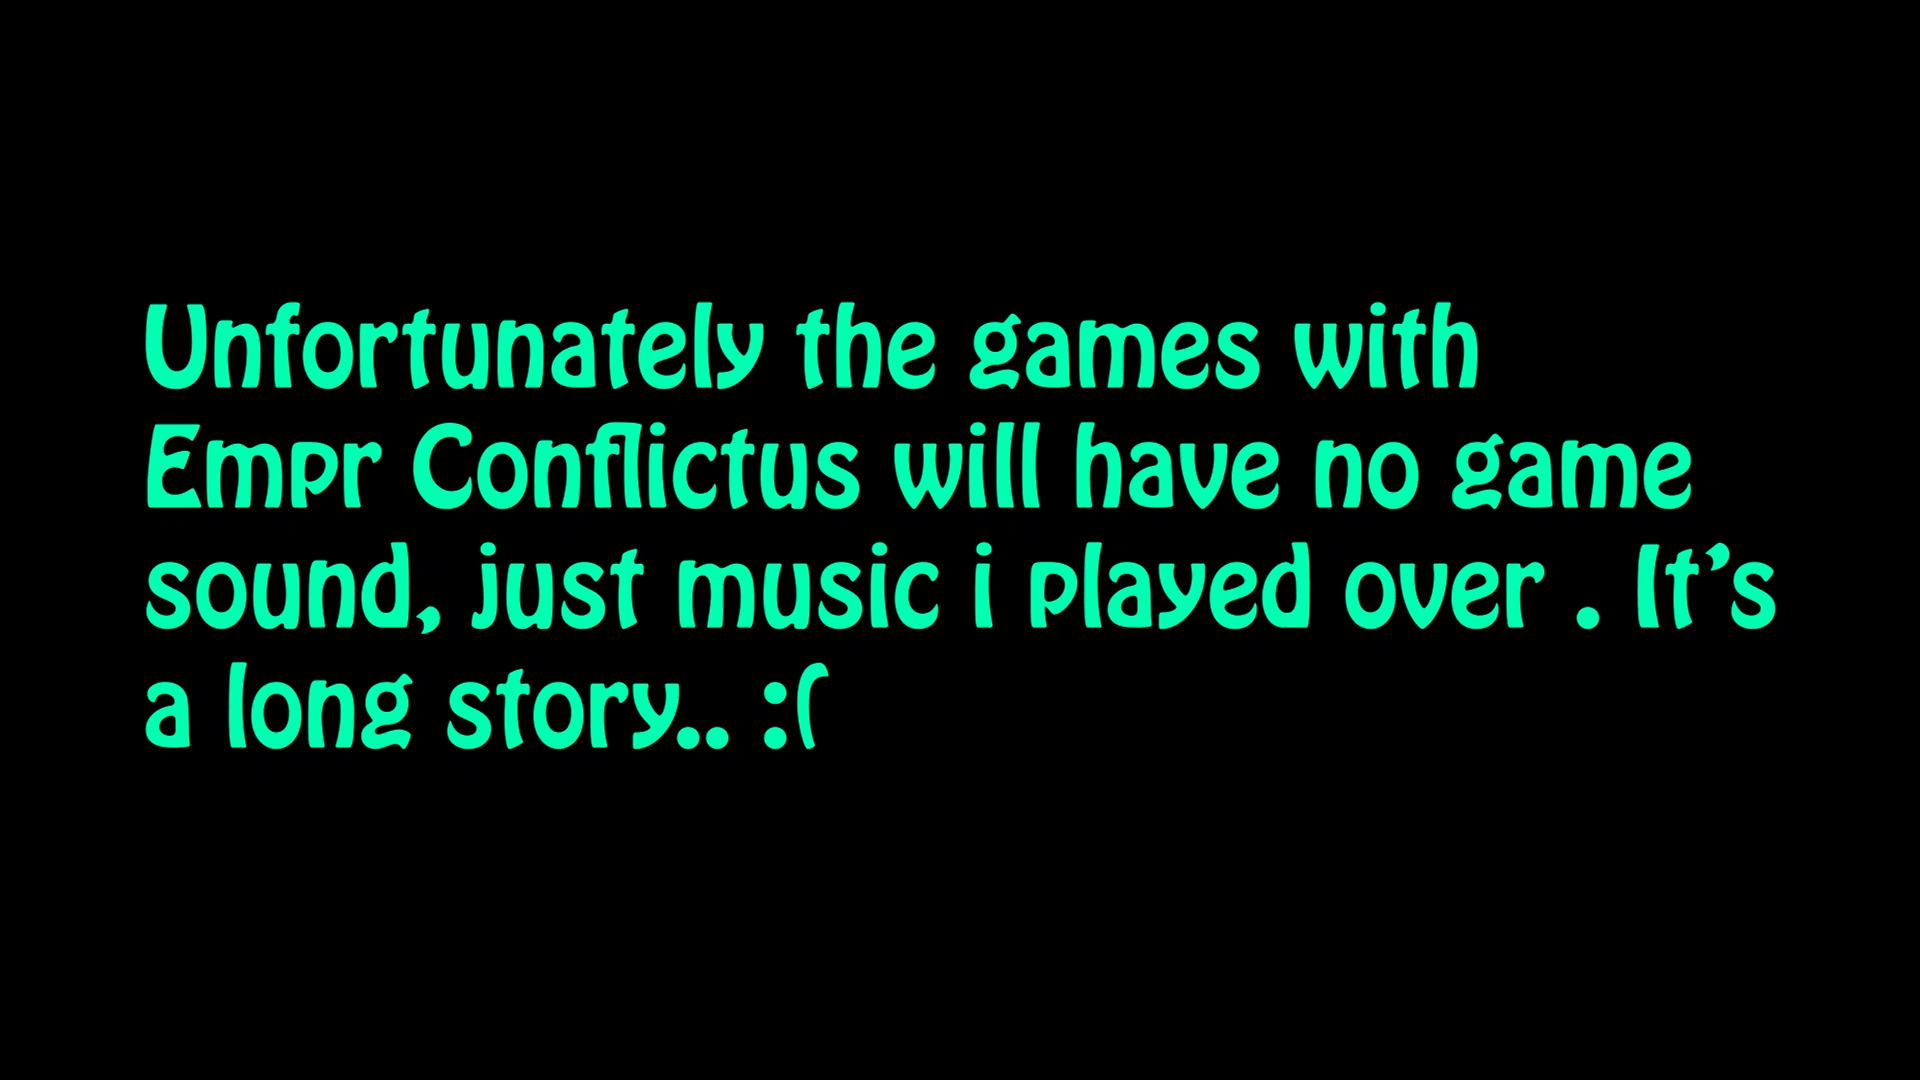 Unfortunately the games with
Empr Conflictus will have no game
sound, just music i played over . It’s
a long story.. :(